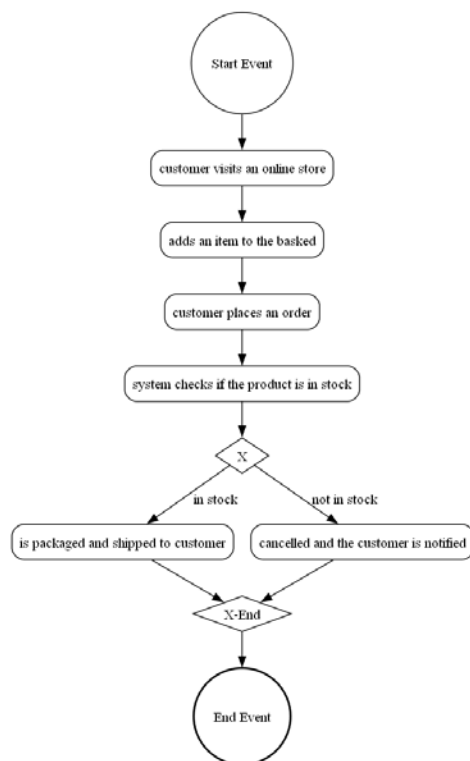 Start Event
customer visits an online store
adds an item to the basked
customer places an order
system checks if the product is in stock
X
in stock
not in stock
is packaged and shipped to customer
cancelled and the customer is notified
X-End
End Event